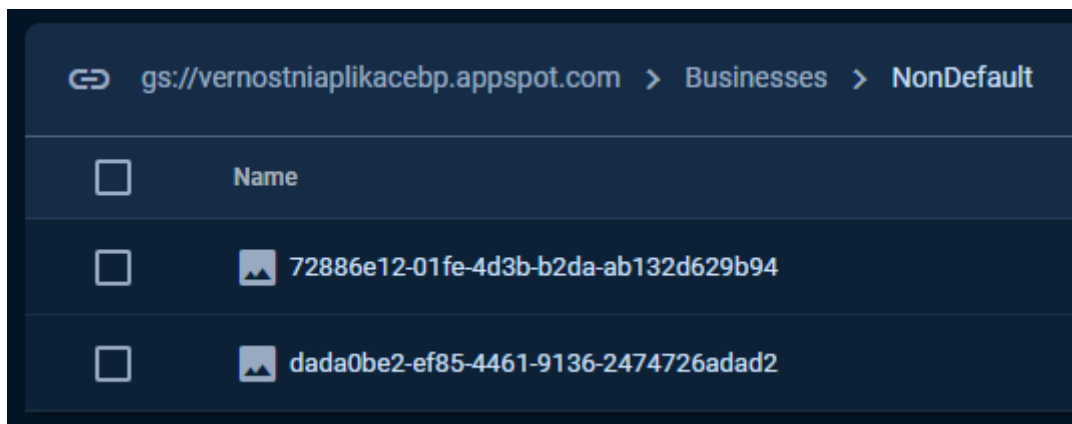 gs://vernostniaplikacebp.appspot.com > Businesses > NonDefault
Name
72886e12-01fe-4d3b-b2da-ab132d629b94
dada0be2-ef85-4461-9136-2474726adad2